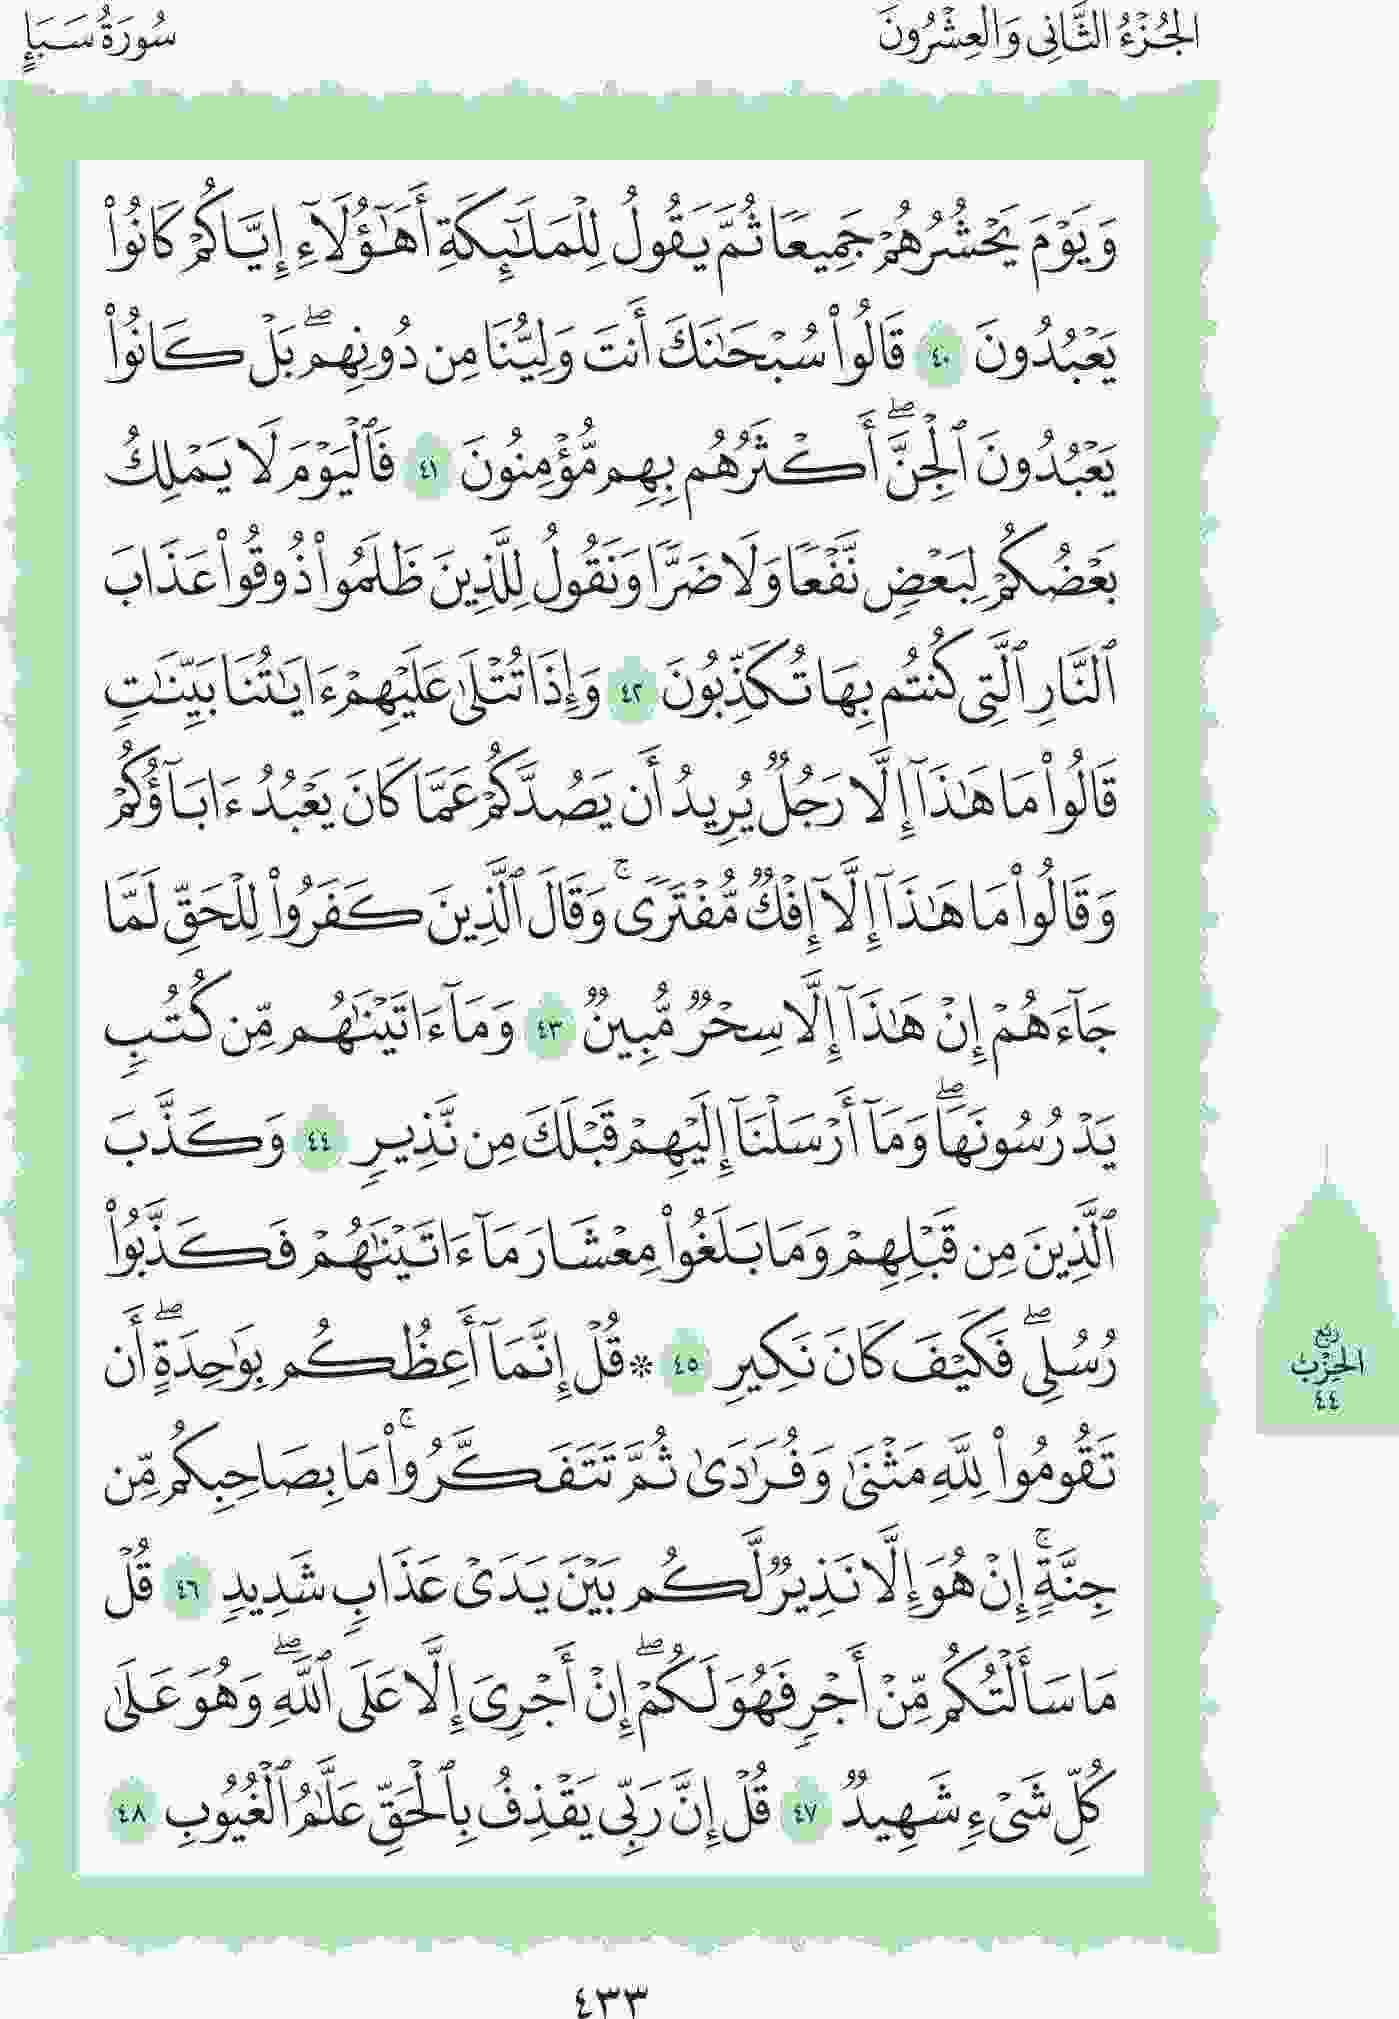 الجُزْءُ الثَّانِي وَالعِشْرُونَ
سُورَةُ سَبَإٍ
وَيَوْمَ يَحْشُرُهُمْ جَمِيعًا ثُمَّ يَقُولُ لِلْمَلَٰٓئِكَةِ أَهَٰٓؤُلَآءِ إِيَّاكُمْ كَانُوا۟
يَعْبُدُونَ ٤٠ قَالُوا۟ سُبْحَٰنَكَ أَنتَ وَلِيُّنَا مِن دُونِهِمۖ بَلْ كَانُوا۟
يَعْبُدُونَ ٱلْجِنَّۖ أَكْثَرُهُم بِهِم مُّؤْمِنُونَ ٤١ فَٱلْيَوْمَ لَا يَمْلِكُ
بَعْضُكُمْ لِبَعْضٍ نَّفْعًا وَلَا ضَرًّا وَنَقُولُ لِلَّذِينَ ظَلَمُوا۟ ذُوقُوا۟ عَذَابَ
ٱلنَّارِ ٱلَّتِى كُنتُم بِهَا تُكَذِّبُونَ ٤٢ وَإِذَا تُتْلَىٰ عَلَيْهِمْ ءَايَٰتُنَا بَيِّنَٰتٍ
قَالُوا۟ مَا هَٰذَآ إِلَّا رَجُلٌ يُرِيدُ أَن يَصُدَّكُمْ عَمَّا كَانَ يَعْبُدُ ءَابَآؤُكُمْ
وَقَالُوا۟ مَا هَٰذَآ إِلَّآ إِفْكٌ مُّفْتَرًىۚ وَقَالَ ٱلَّذِينَ كَفَرُوا۟ لِلْحَقِّ لَمَّا
جَآءَهُمْ إِنْ هَٰذَآ إِلَّا سِحْرٌ مُّبِينٌ ٤٣ وَمَآ ءَاتَيْنَٰهُم مِّن كُتُبٍ
يَدْرُسُونَهَاۖ وَمَآ أَرْسَلْنَآ إِلَيْهِمْ قَبْلَكَ مِن نَّذِيرٍ ٤٤ وَكَذَّبَ
ٱلَّذِينَ مِن قَبْلِهِمْ وَمَا بَلَغُوا۟ مِعْشَارَ مَآ ءَاتَيْنَٰهُمْ فَكَذَّبُوا۟
رُسُلِىۖ فَكَيْفَ كَانَ نَكِيرِ ٤٥ ۞ قُلْ إِنَّمَآ أَعِظُكُم بِوَٰحِدَةٍۖ أَن
تَقُومُوا۟ لِلَّهِ مَثْنَىٰ وَفُرَٰدَىٰ ثُمَّ تَتَفَكَّرُوا۟ۚ مَا بِصَاحِبِكُم مِّن
جِنَّةٍۚ إِنْ هُوَ إِلَّا نَذِيرٌ لَّكُم بَيْنَ يَدَىْ عَذَابٍ شَدِيدٍ ٤٦ قُلْ
مَا سَأَلْتُكُم مِّنْ أَجْرٍ فَهُوَ لَكُمْۖ إِنْ أَجْرِىَ إِلَّا عَلَى ٱللَّهِۖ وَهُوَ عَلَىٰ
كُلِّ شَىْءٍ شَهِيدٌ ٤٧ قُلْ إِنَّ رَبِّى يَقْذِفُ بِٱلْحَقِّ عَلَّٰمُ ٱلْغُيُوبِ ٤٨
رُبع
الحِزْب
٤٤
٤٣٣